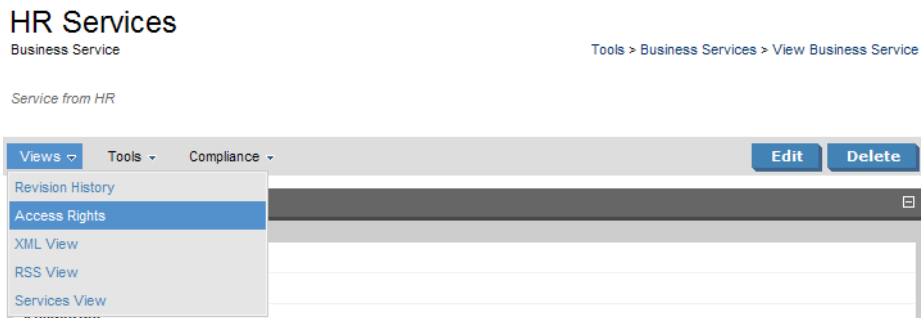 HR Services
Business Service
Tools > Business Services > View Business Service
Service from HR
Views Tools Compliance Edit Delete
Revision History
Access Rights
XML View
RSS View
Services View